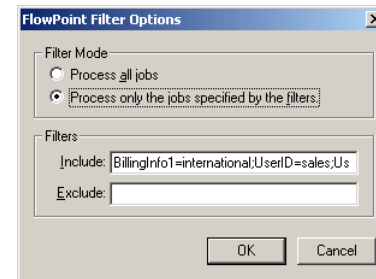 FlowPoint Filter Options
Filter Mode
Process all jobs
Process only the jobs specified by the filters.
Filters
Include: BillingInfo1=international;UserID=sales;Us
Exclude:
OK Cancel